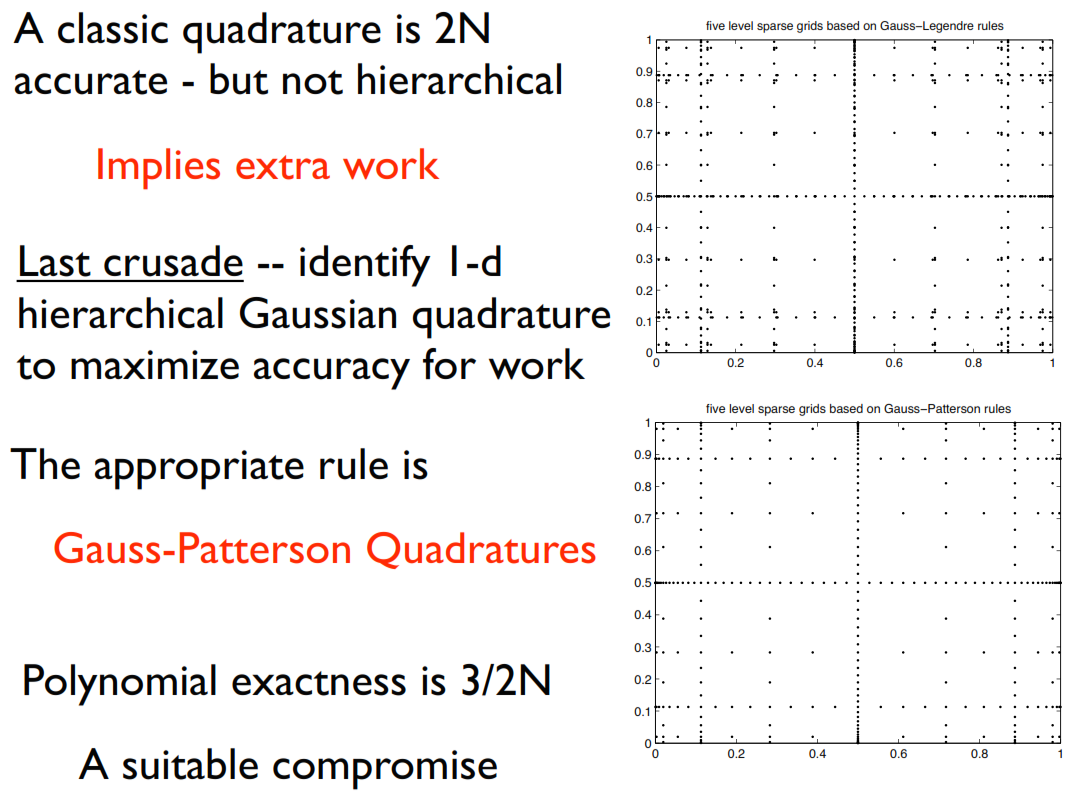 A classic quadrature is 2N
accurate - but not hierarchical
Implies extra work
Last crusade -- identify 1-d
hierarchical Gaussian quadrature
to maximize accuracy for work
The appropriate rule is
Gauss-Patterson Quadratures
Polynomial exactness is 3/2N
A suitable compromise
five level sparse grids based on Gauss−Legendre rules
1
0.9
0.8
0.7
0.6
0.5
0.4
0.3
0.2
0.1
0
0 0.2 0.4 0.6 0.8 1
five level sparse grids based on Gauss−Patterson rules
1
0.9
0.8
0.7
0.6
0.5
0.4
0.3
0.2
0.1
0
0 0.2 0.4 0.6 0.8 1